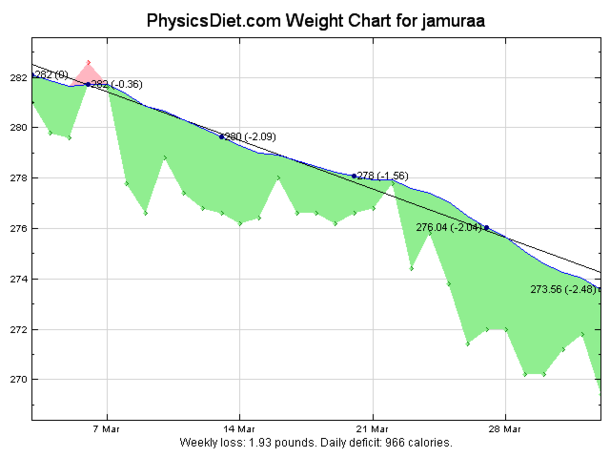 PhysicsDiet.com Weight Chart for jamuraa
282
280
278
276
274
272
270
282 (0)
282 (-0.36)
280 (-2.09)
278 (-1.56)
276.04 (-2.04)
273.56 (-2.48)
7 Mar
14 Mar
21 Mar
28 Mar
Weekly loss: 1.93 pounds. Daily deficit: 966 calories.